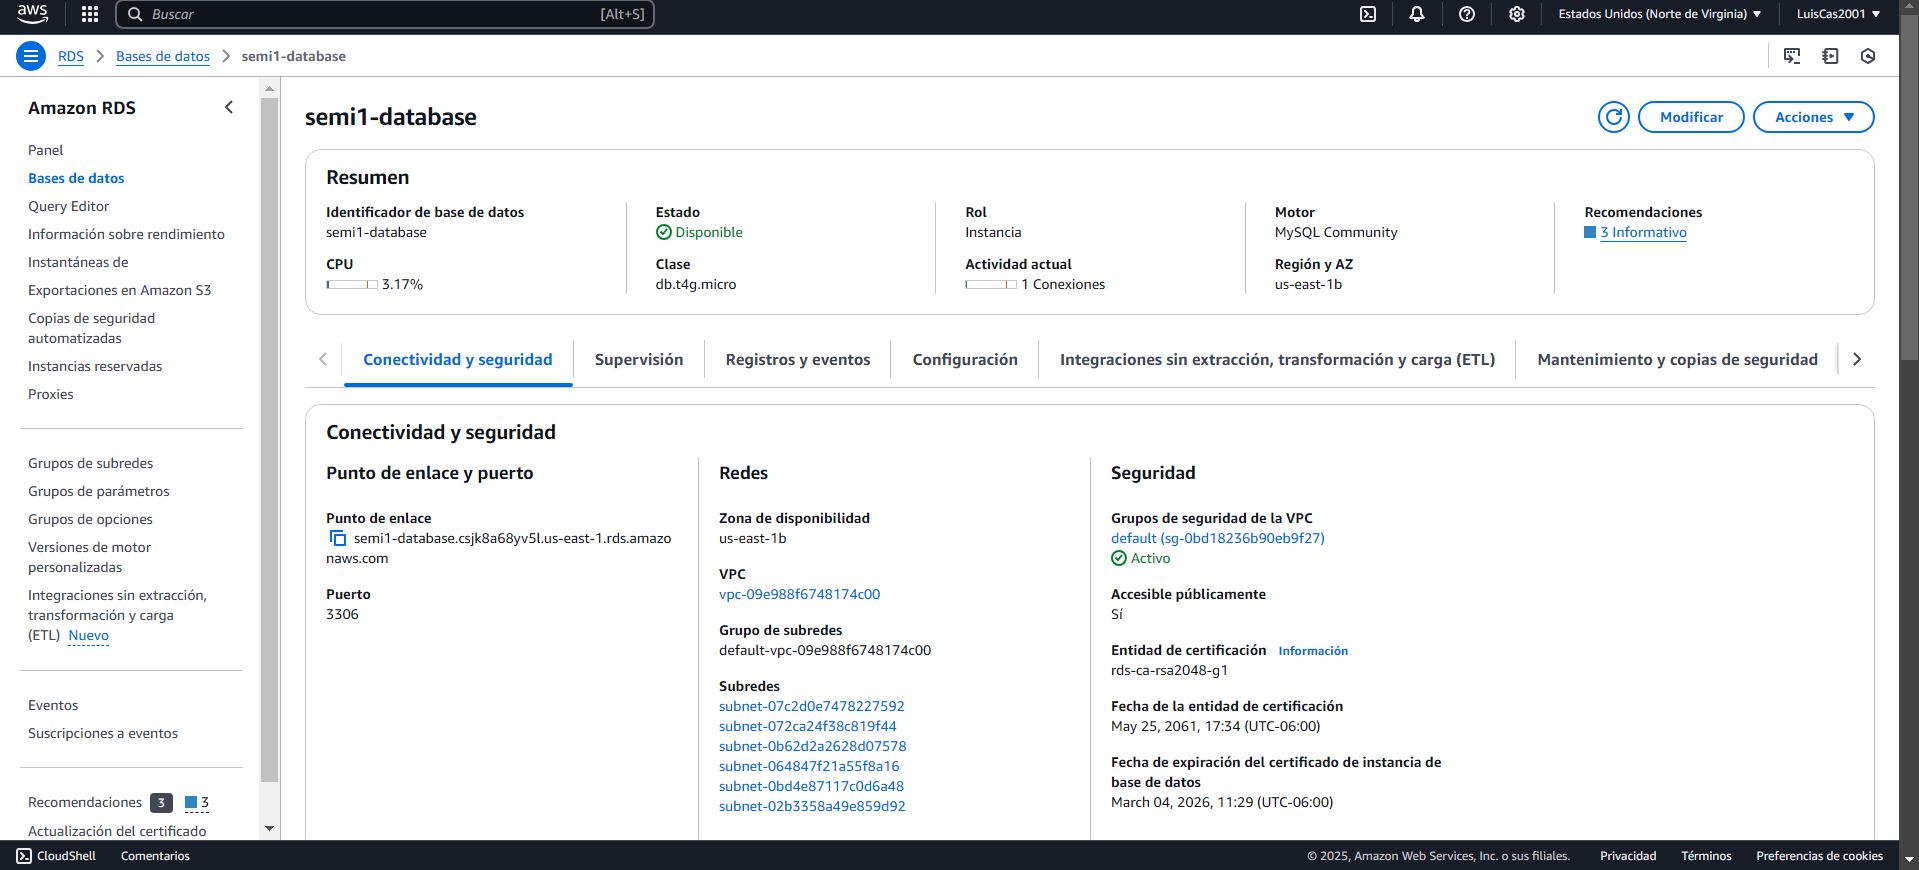 aws
Buscar [Alt+S]
Estados Unidos (Norte de Virginia)
LuisCas2001
RDS
Bases de datos
semi1-database
Amazon RDS
Panel
Bases de datos
Query Editor
Información sobre rendimiento
Instantáneas de
Exportaciones en Amazon S3
Copias de seguridad
automatizadas
Instancias reservadas
Proxies
Grupos de subredes
Grupos de parámetros
Grupos de opciones
Versiones de motor
personalizadas
Integraciones sin extracción,
transformación y carga
(ETL) Nuevo
Eventos
Suscripciones a eventos
Recomendaciones 3 3
Actualización del certificado
semi1-database
Modificar
Acciones
Resumen
Identificador de base de datos
semi1-database
CPU
3.17%
Estado
Disponible
Clase
db.t4g.micro
Rol
Instancia
Actividad actual
1 Conexiones
Motor
MySQL Community
Región y AZ
us-east-1b
Recomendaciones
3 Informativo
Conectividad y seguridad
Supervisión
Registros y eventos
Configuración
Integraciones sin extracción, transformación y carga (ETL)
Mantenimiento y copias de seguridad
Conectividad y seguridad
Punto de enlace y puerto
Punto de enlace
semi1-database.csjk8a68yv5l.us-east-1.rds.amazo
naws.com
Puerto
3306
Redes
Zona de disponibilidad
us-east-1b
VPC
vpc-09e988f6748174c00
Grupo de subredes
default-vpc-09e988f6748174c00
Subredes
subnet-07c2d0e7478227592
subnet-072ca24f38c819f44
subnet-0b62d2a2628d07578
subnet-064847f21a55f8a16
subnet-0bd4e87117c0d6a48
subnet-02b3358a49e859d92
Seguridad
Grupos de seguridad de la VPC
default (sg-0bd18236b90eb9f27)
Activo
Accesible públicamente
Sí
Entidad de certificación Información
rds-ca-rsa2048-g1
Fecha de la entidad de certificación
May 25, 2061, 17:34 (UTC-06:00)
Fecha de expiración del certificado de instancia de
base de datos
March 04, 2026, 11:29 (UTC-06:00)
CloudShell
Comentarios
© 2025, Amazon Web Services, Inc. o sus filiales.
Privacidad
Términos
Preferencias de cookies